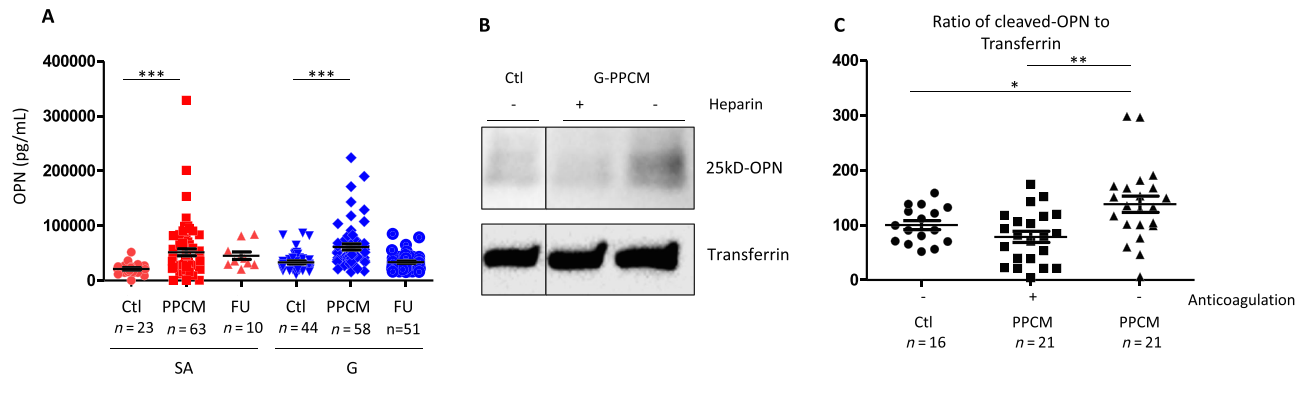 A
OPN (pg/mL)
400000
300000
200000
100000
0
***
***
Ctl PPCM FU Ctl PPCM FU
n = 23 n = 63 n = 10 n = 44 n = 58 n=51
SA G
B
Ctl G-PPCM
- + - Heparin
25kD-OPN
Transferrin
C
Ratio of cleaved-OPN to
Transferrin
**
*
400
300
200
100
0
- + - Anticoagulation
Ctl PPCM PPCM
n = 16 n = 21 n = 21